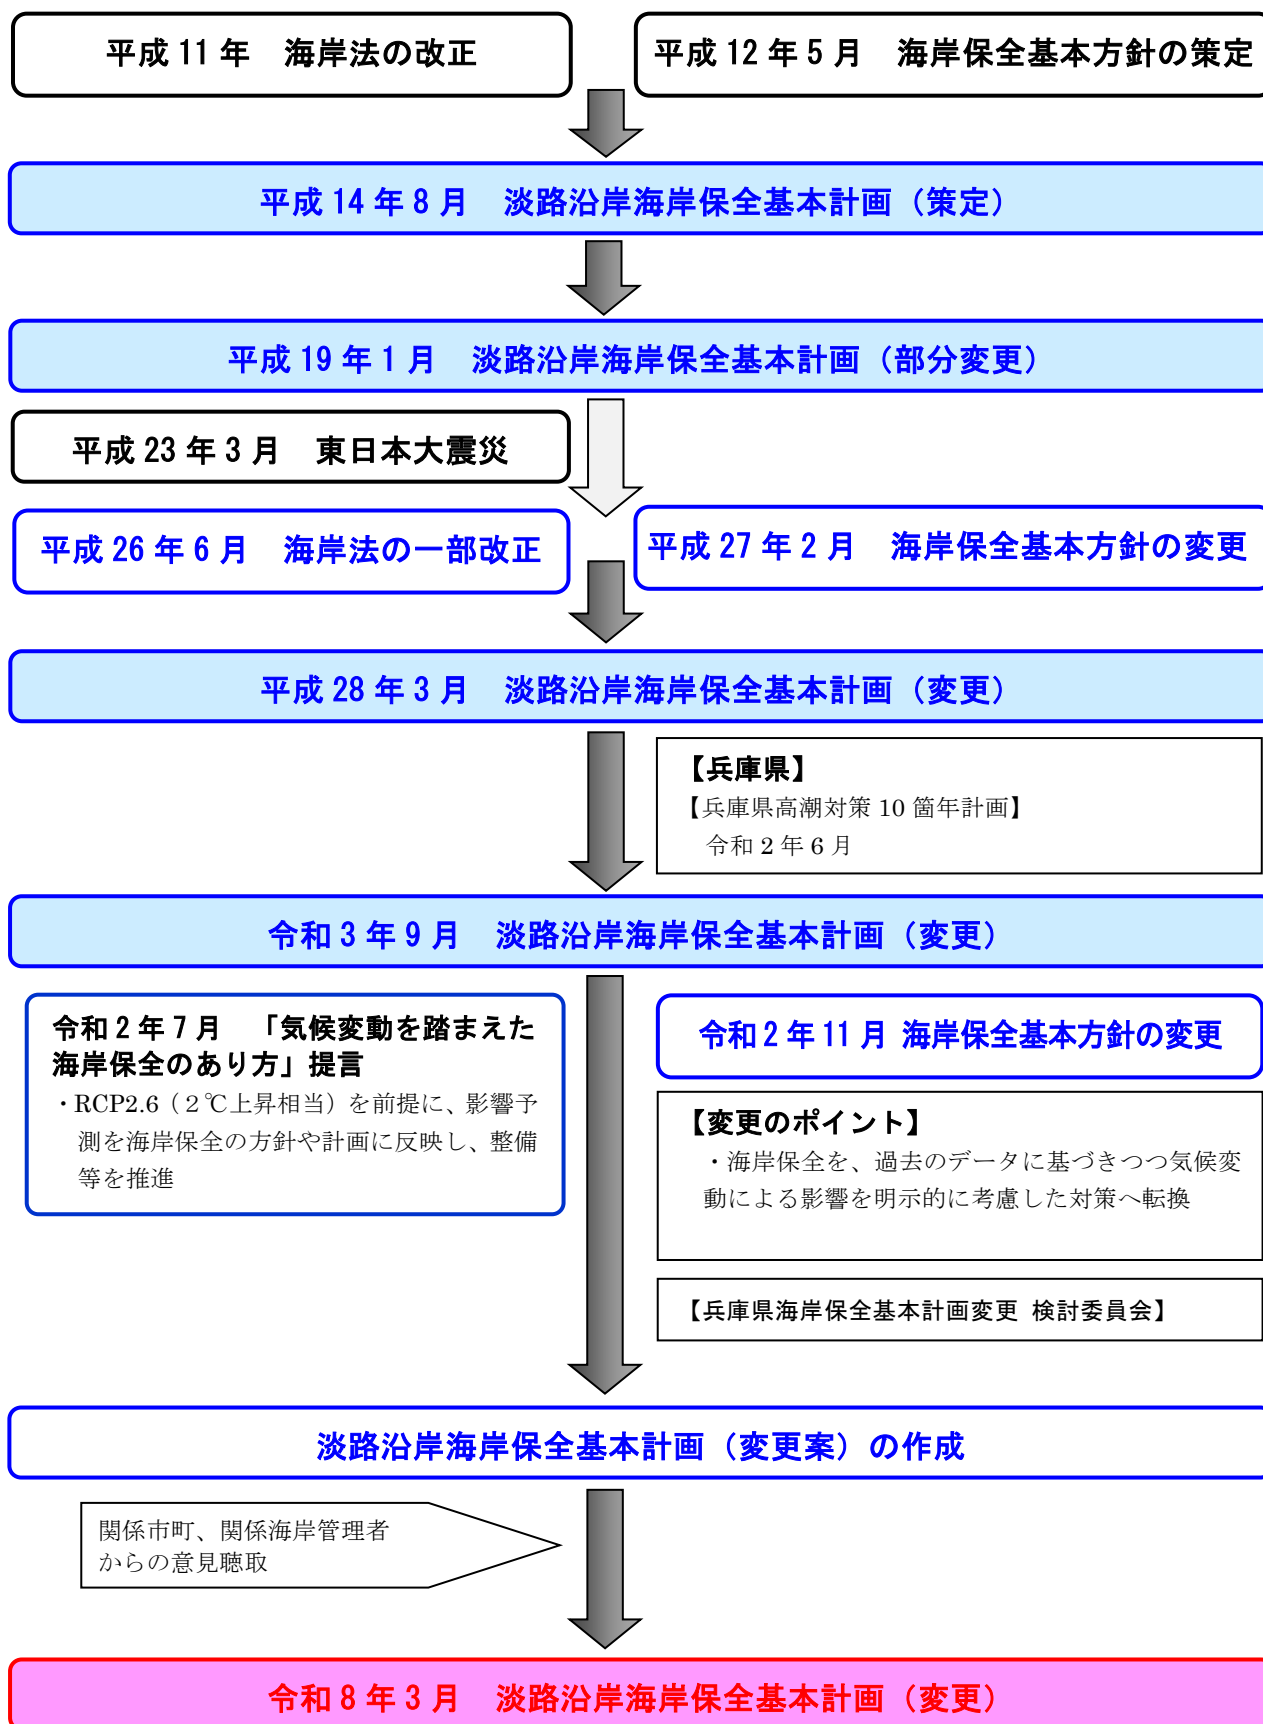 平成 11 年　海岸法の改正
平成 12 年 5 月　海岸保全基本方針の策定
平成 14 年 8 月　淡路沿岸海岸保全基本計画（策定）
平成 19 年 1 月　淡路沿岸海岸保全基本計画（部分変更）
平成 23 年 3 月　東日本大震災
平成 26 年 6 月　海岸法の一部改正
平成 27 年 2 月　海岸保全基本方針の変更
平成 28 年 3 月　淡路沿岸海岸保全基本計画（変更）
【兵庫県】
【兵庫県高潮対策 10 箇年計画】
令和 2 年 6 月
令和 3 年 9 月　淡路沿岸海岸保全基本計画（変更）
令和 2 年 7 月　「気候変動を踏まえた
海岸保全のあり方」提言
・RCP2.6（２℃上昇相当）を前提に、影響予
測を海岸保全の方針や計画に反映し、整備
等を推進
令和 2 年 11 月 海岸保全基本方針の変更
【変更のポイント】
・海岸保全を、過去のデータに基づきつつ気候変
動による影響を明示的に考慮した対策へ転換
【兵庫県海岸保全基本計画変更 検討委員会】
淡路沿岸海岸保全基本計画（変更案）の作成
関係市町、関係海岸管理者
からの意見聴取
令和 8 年 3 月　淡路沿岸海岸保全基本計画（変更）